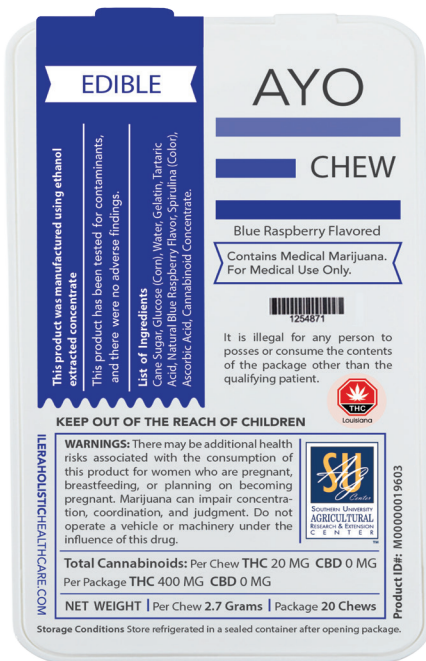 EDIBLE
This product was manufactured using ethanol
extracted concentrate
This product has been tested for contaminants,
and there were no adverse findings.
List of Ingredients
Cane Sugar, Glucose (Corn), Water, Gelatin, Tartaric
Acid, Natural Blue Raspberry Flavor, Spirulina (Color),
Ascorbic Acid, Cannabinoid Concentrate.
AYO
CHEW
Blue Raspberry Flavored
Contains Medical Marijuana.
For Medical Use Only.
1254871
It is illegal for any person to
posses or consume the contents
of the package other than the
qualifying patient.
THC
Louisiana
KEEP OUT OF THE REACH OF CHILDREN
ILERAHOLISTICHEALTHCARE.COM
WARNINGS: There may be additional health
risks associated with the consumption of
this product for women who are pregnant,
breastfeeding, or planning on becoming
pregnant. Marijuana can impair concentra-
tion, coordination, and judgment. Do not
operate a vehicle or machinery under the
influence of this drug.
SU
Ag
Center
SOUTHERN UNIVERSITY
AGRICULTURAL
RESEARCH & EXTENSION
CENTER
TM
Product ID#: M00000019603
Total Cannabinoids: Per Chew THC 20 MG CBD 0 MG
Per Package THC 400 MG CBD 0 MG
NET WEIGHT | Per Chew 2.7 Grams | Package 20 Chews
Storage Conditions Store refrigerated in a sealed container after opening package.